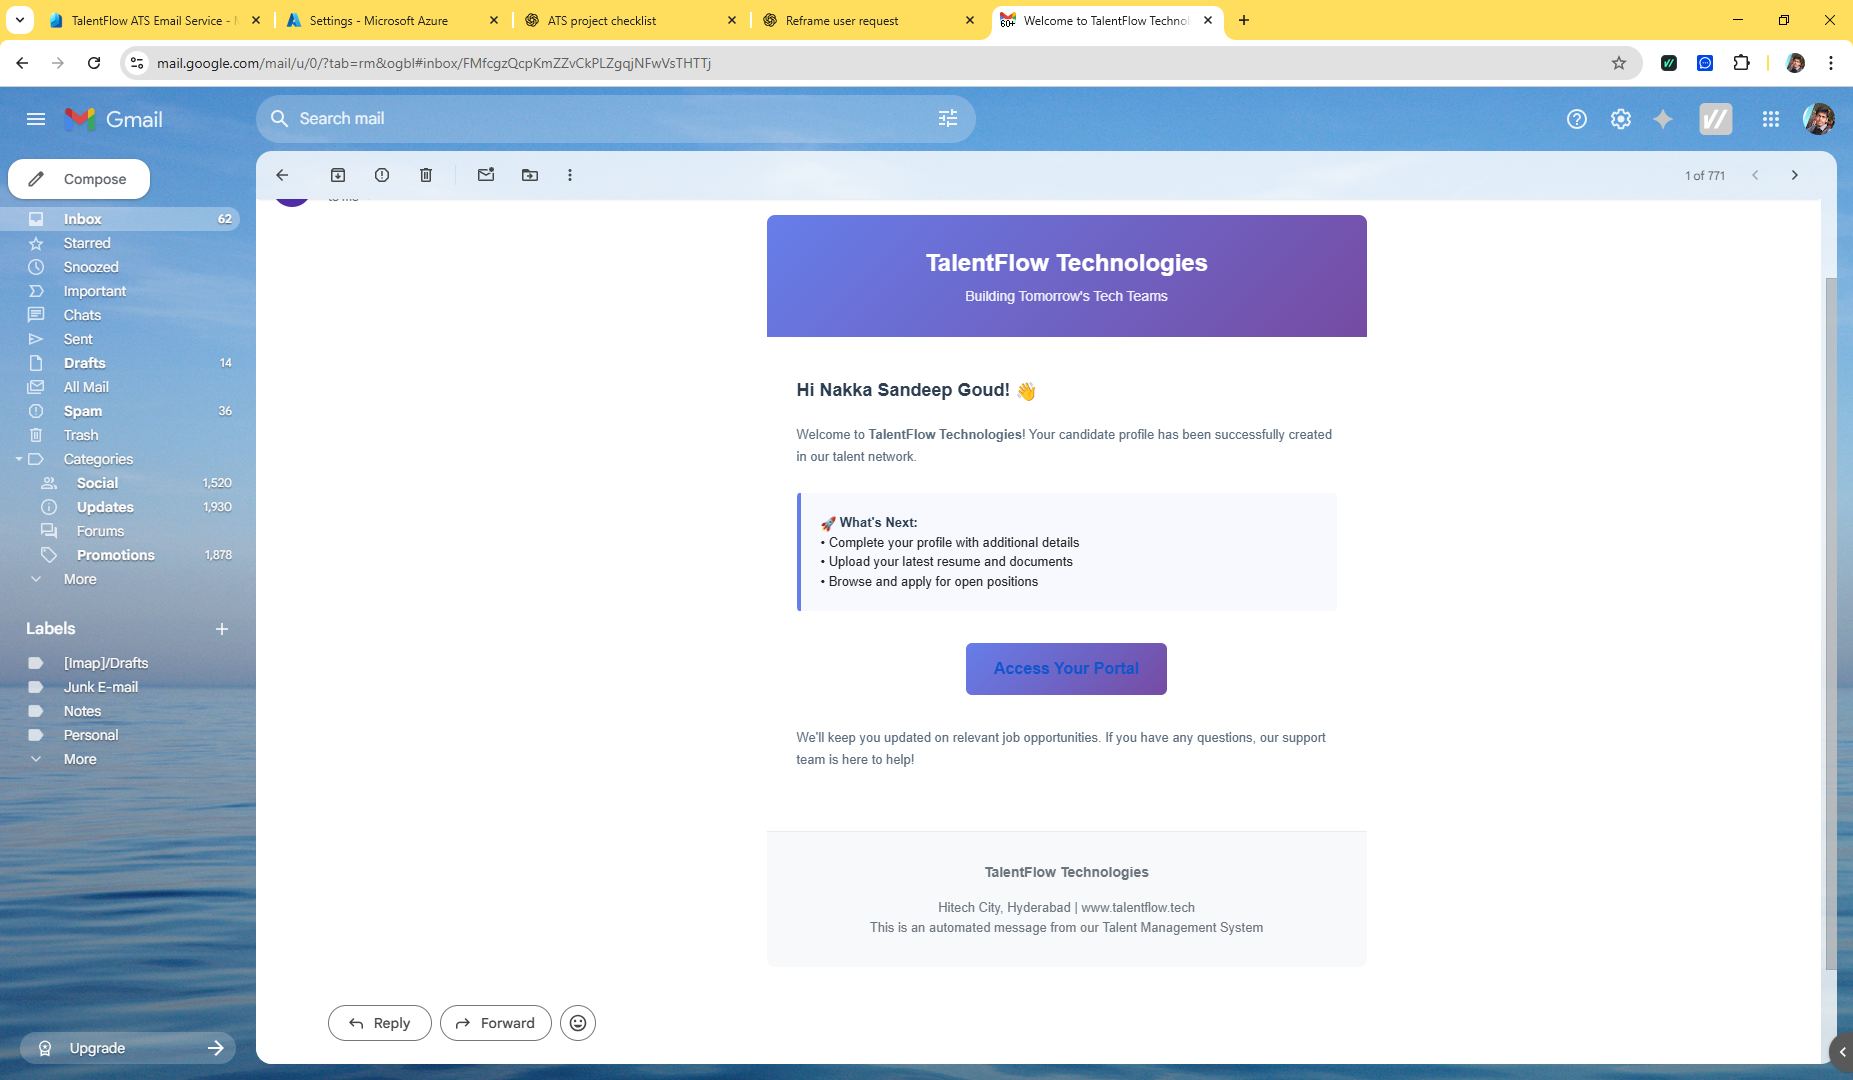 TalentFlow ATS Email Service -
Settings - Microsoft Azure
ATS project checklist
Reframe user request
60+
Welcome to TalentFlow Technol
mail.google.com/mail/u/0/?tab=rm&ogbl#inbox/FMfcgzQcpKmZZvCkPLZgqjNFwVsTHTTj
Gmail
Search mail
Compose
1 of 771
Inbox 62
Starred
Snoozed
Important
Chats
Sent
Drafts 14
All Mail
Spam 36
Trash
Categories
Social 1,520
Updates 1,930
Forums
Promotions 1,878
More
Labels
[Imap]/Drafts
Junk E-mail
Notes
Personal
More
Upgrade
TalentFlow Technologies
Building Tomorrow's Tech Teams
Hi Nakka Sandeep Goud! 👋
Welcome to TalentFlow Technologies! Your candidate profile has been successfully created
in our talent network.
🚀 What's Next:
• Complete your profile with additional details
• Upload your latest resume and documents
• Browse and apply for open positions
Access Your Portal
We'll keep you updated on relevant job opportunities. If you have any questions, our support
team is here to help!
TalentFlow Technologies
Hitech City, Hyderabad | www.talentflow.tech
This is an automated message from our Talent Management System
Reply
Forward